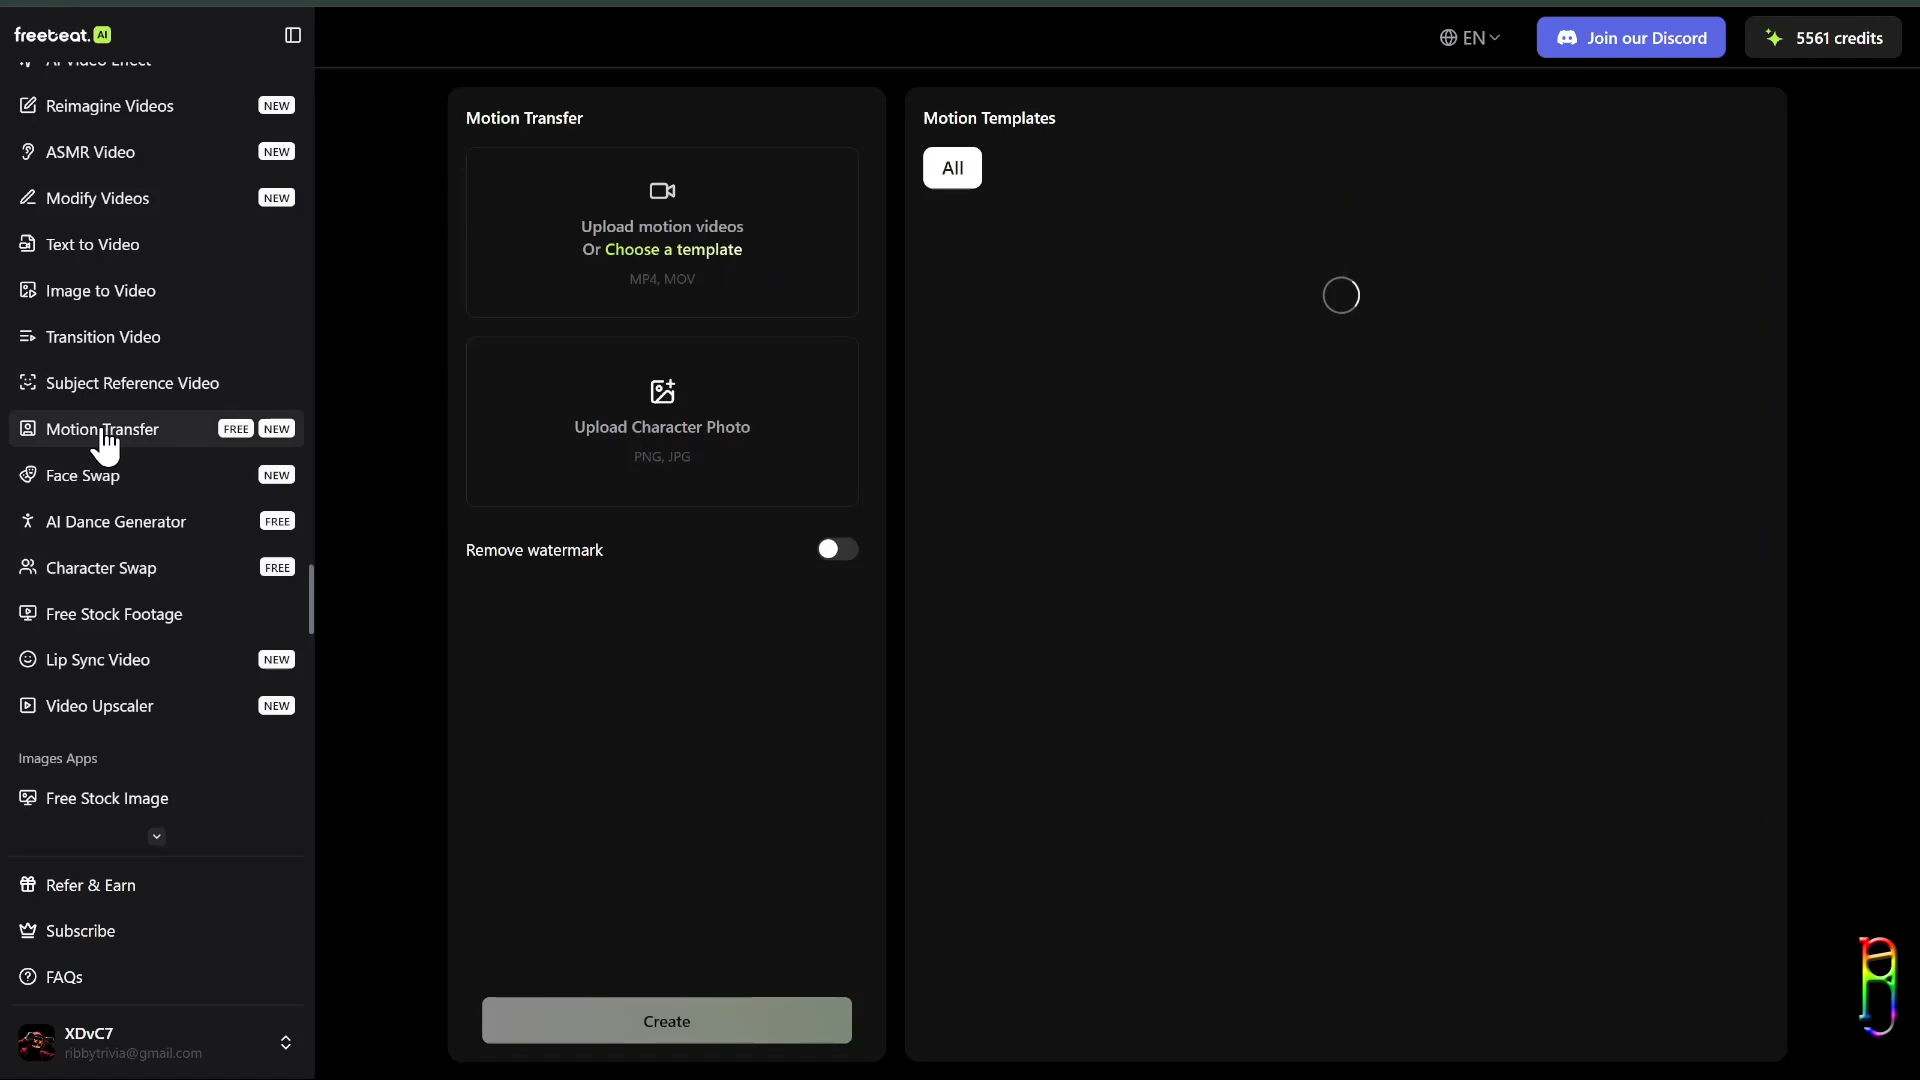 freebeat.AI
AI Video Effect
Reimagine Videos NEW
ASMR Video NEW
Modify Videos NEW
Text to Video
Image to Video
Transition Video
Subject Reference Video
Motion Transfer FREE NEW
Face Swap NEW
AI Dance Generator FREE
Character Swap FREE
Free Stock Footage
Lip Sync Video NEW
Video Upscaler NEW
Images Apps
Free Stock Image
Refer & Earn
Subscribe
FAQs
XDvC7
ribbytrivia@gmail.com
EN
Join our Discord
5561 credits
Motion Transfer
Upload motion videos
Or Choose a template
MP4, MOV
Upload Character Photo
PNG, JPG
Remove watermark
Create
Motion Templates
All